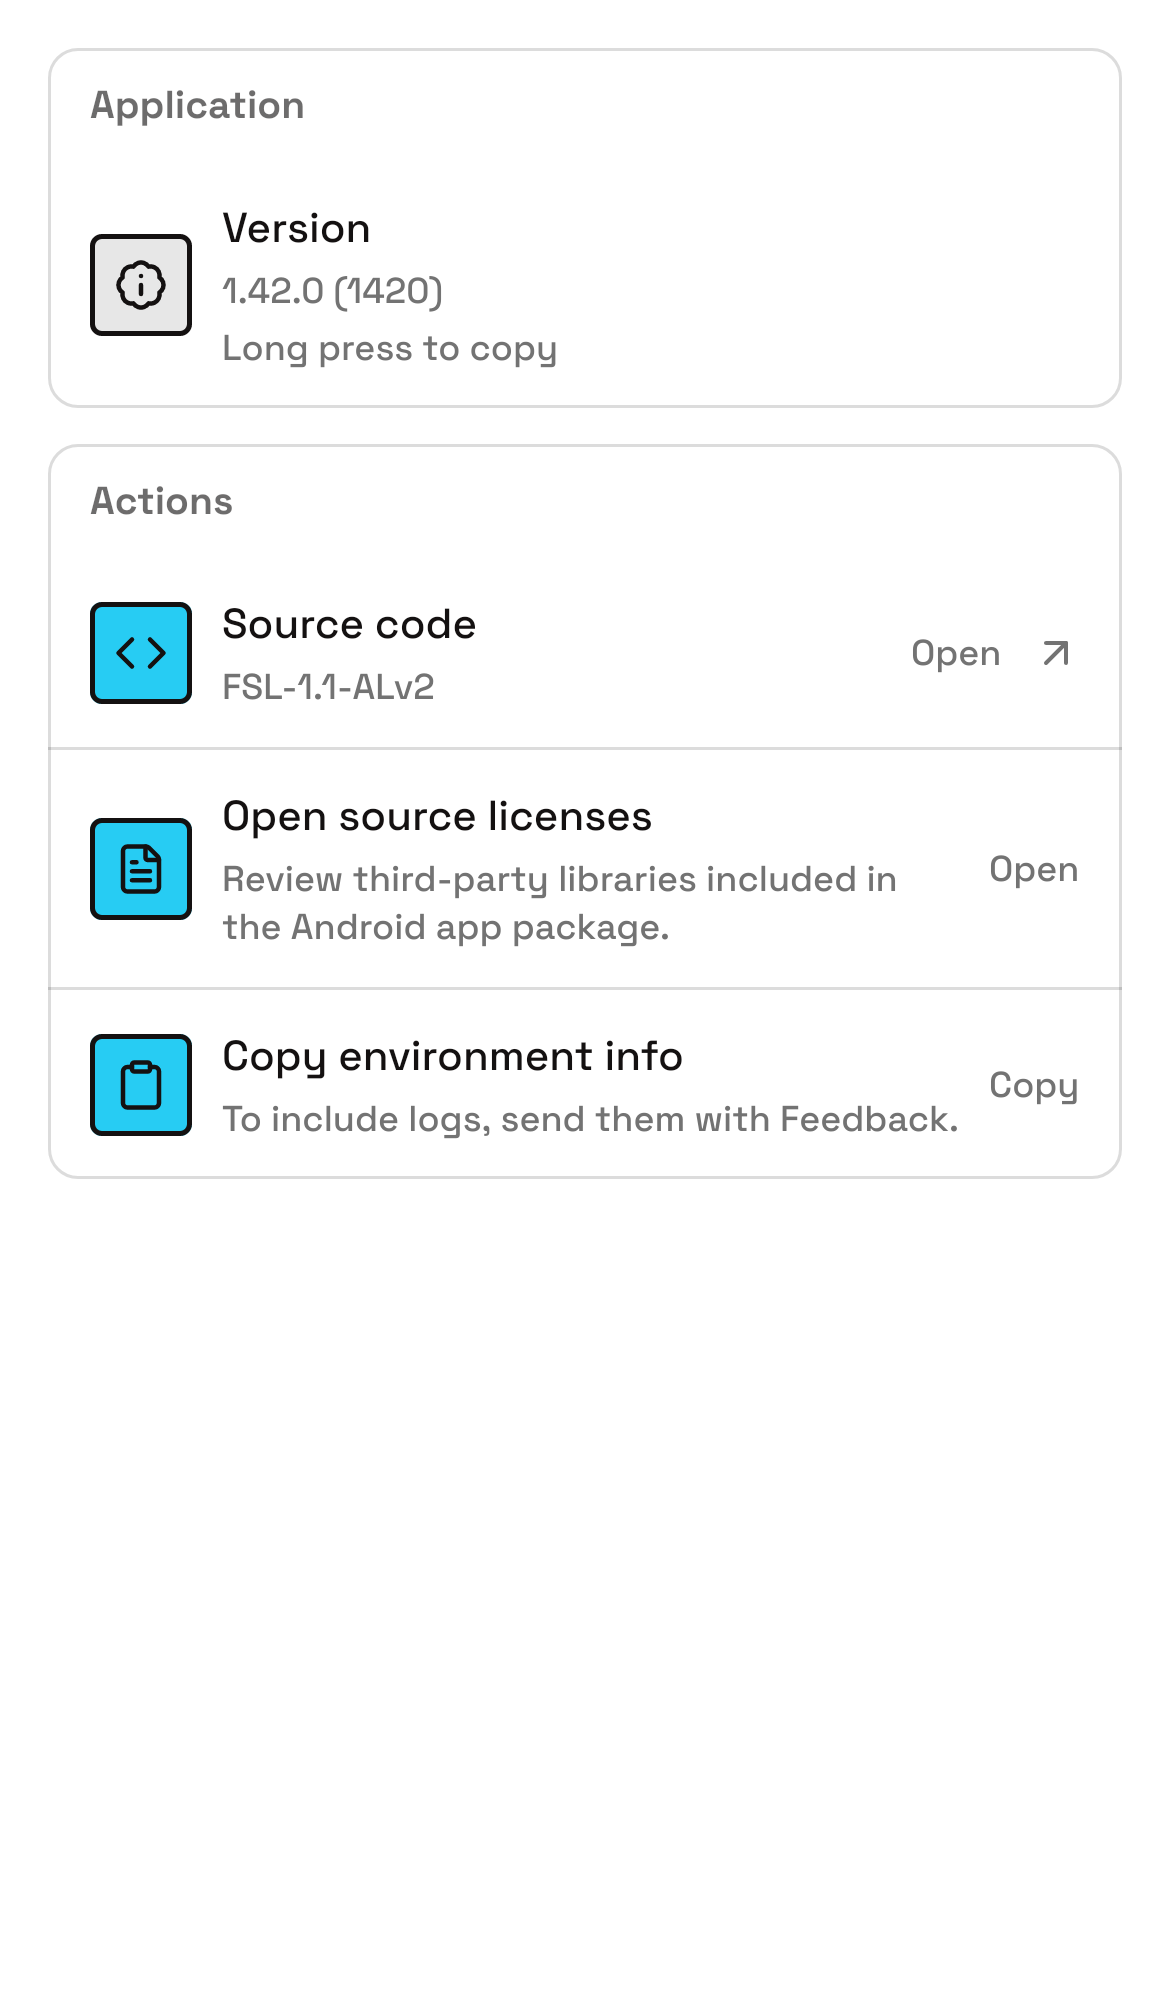 Application
Version
1.42.0 (1420)
Long press to copy
Actions
Source code
FSL-1.1-ALv2
Open
Open source licenses
Review third-party libraries included in
the Android app package.
Open
Copy environment info
To include logs, send them with Feedback.
Copy